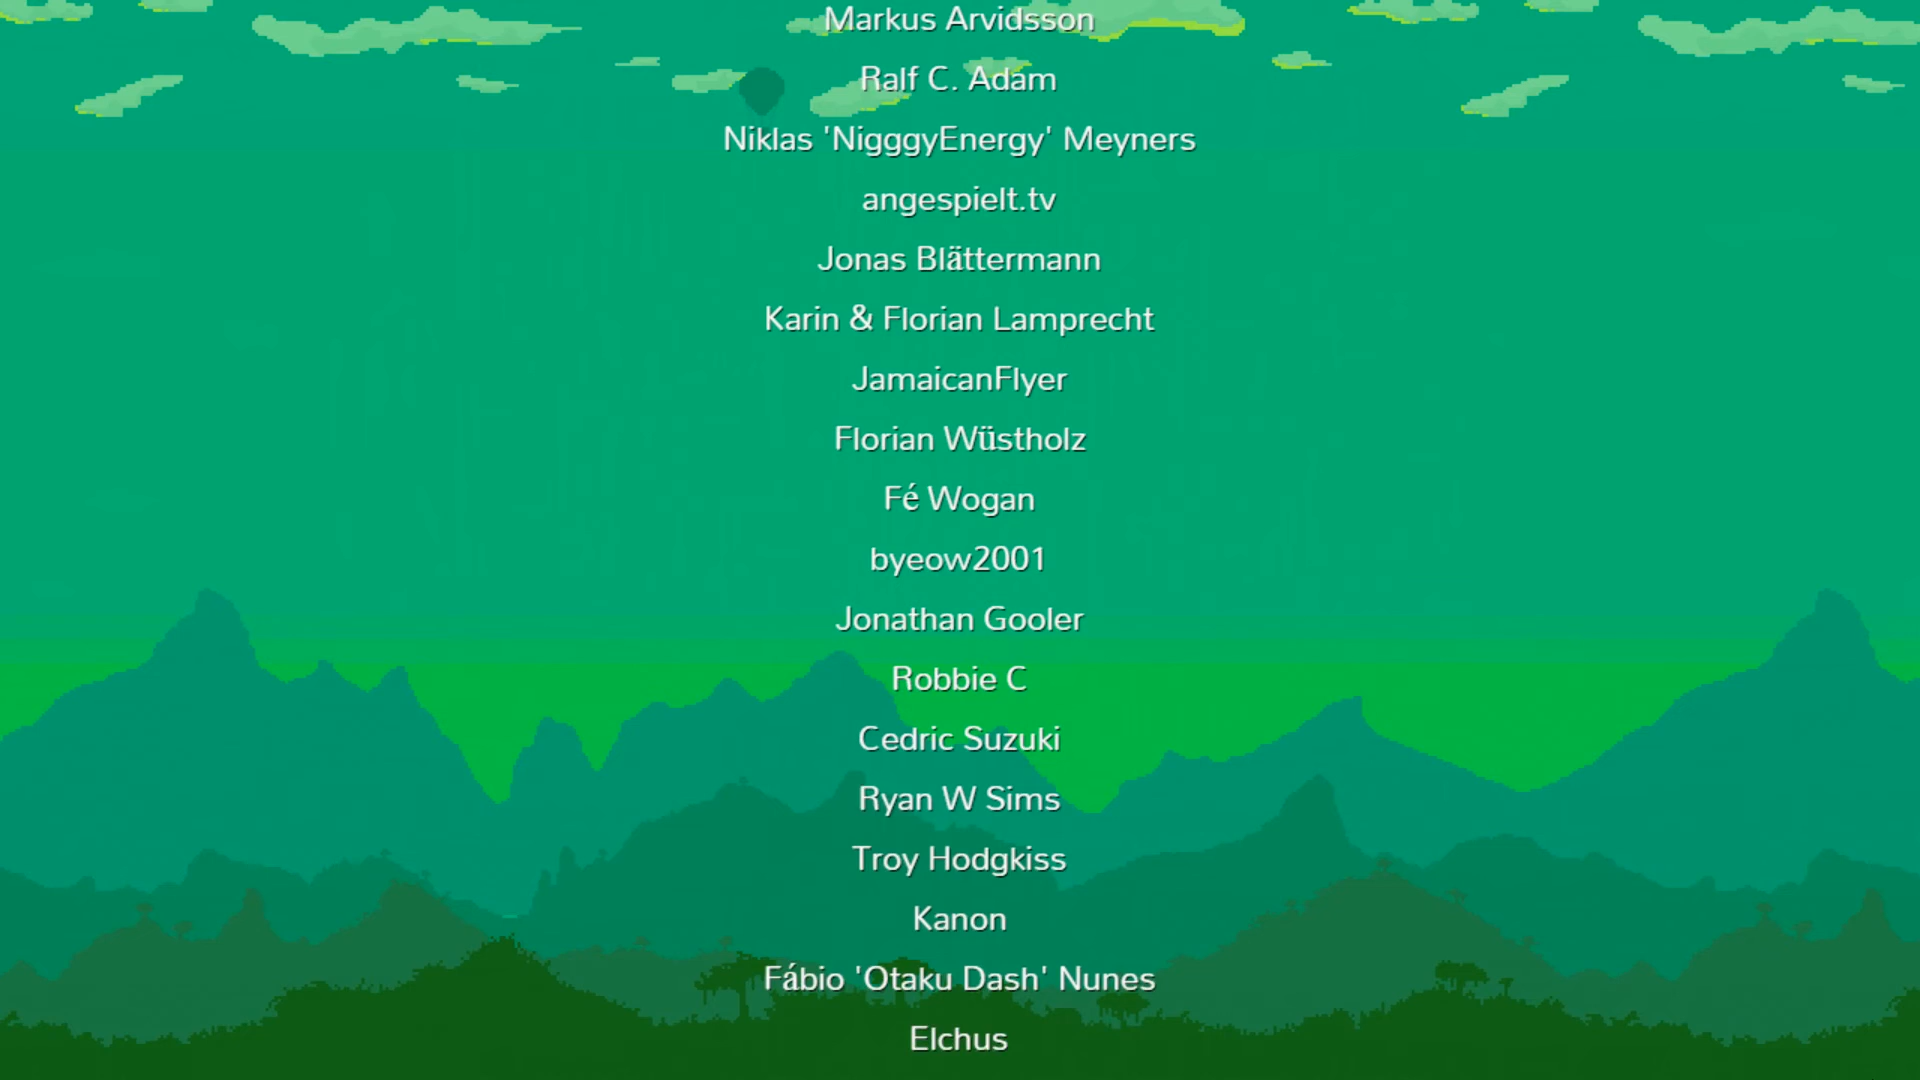 Markus Arvidsson
Ralf C. Adam
Niklas 'NigggyEnergy' Meyners
angespielt.tv
Jonas Blättermann
Karin & Florian Lamprecht
JamaicanFlyer
Florian Wüstholz
Fé Wogan
byeow2001
Jonathan Gooler
Robbie C
Cedric Suzuki
Ryan W Sims
Troy Hodgkiss
Kanon
Fábio 'Otaku Dash' Nunes
Elchus